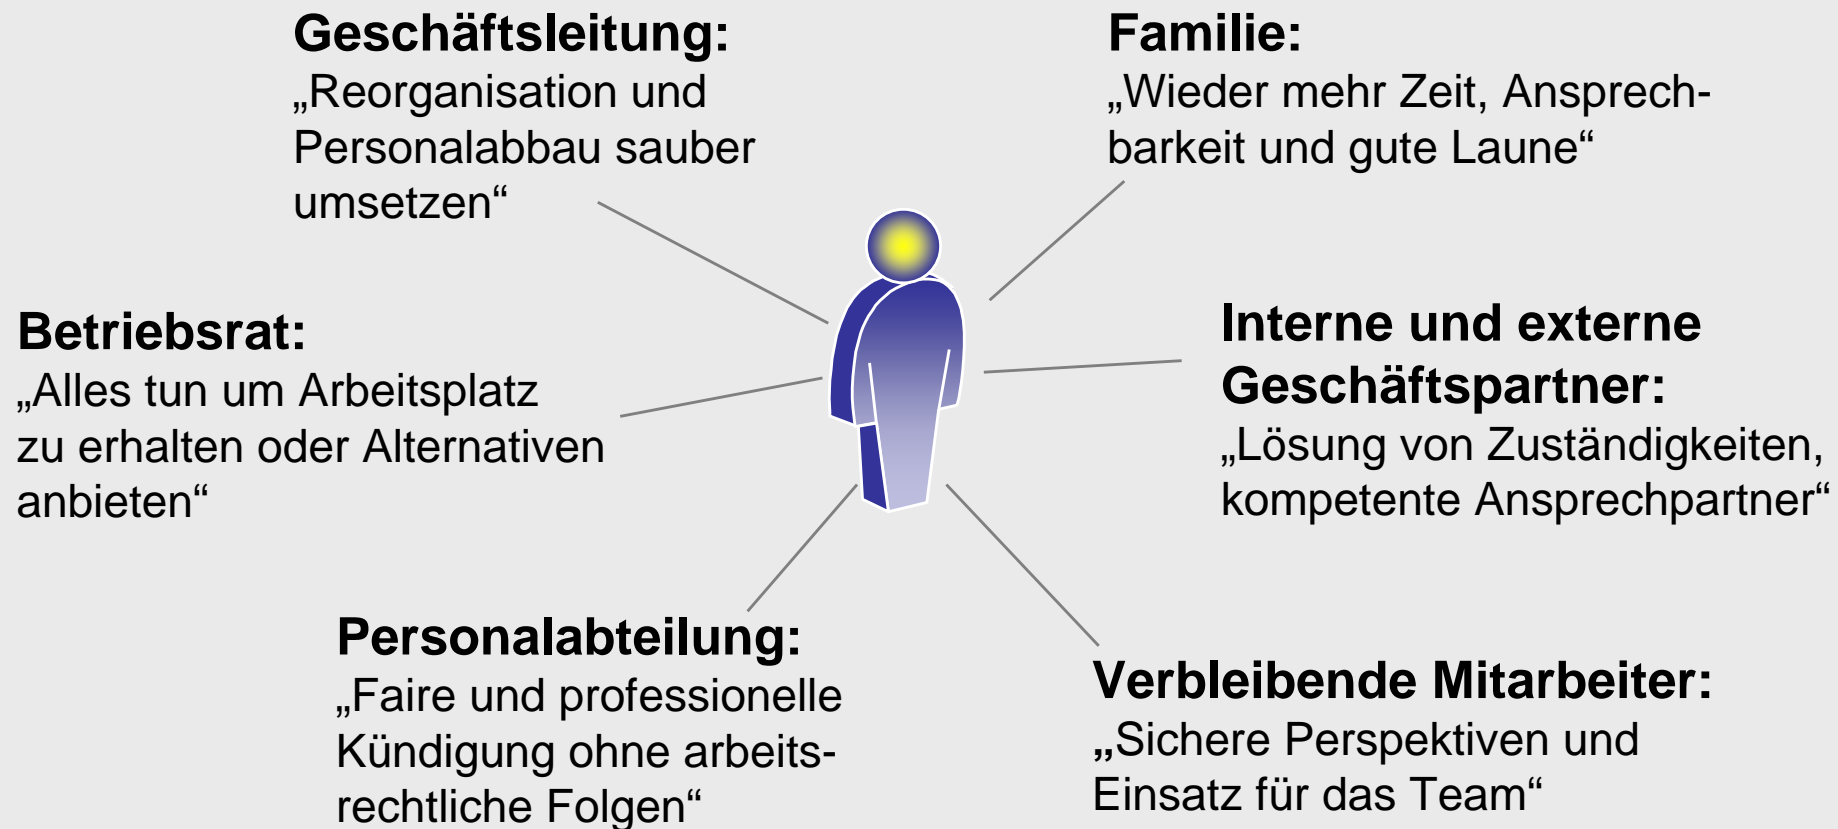 Geschäftsleitung:
„Reorganisation und
Personalabbau sauber
umsetzen“
Familie:
„Wieder mehr Zeit, Ansprech-
barkeit und gute Laune“
Betriebsrat:
„Alles tun um Arbeitsplatz
zu erhalten oder Alternativen
anbieten“
Interne und externe
Geschäftspartner:
„Lösung von Zuständigkeiten,
kompetente Ansprechpartner“
Personalabteilung:
„Faire und professionelle
Kündigung ohne arbeits-
rechtliche Folgen“
Verbleibende Mitarbeiter:
„Sichere Perspektiven und
Einsatz für das Team“